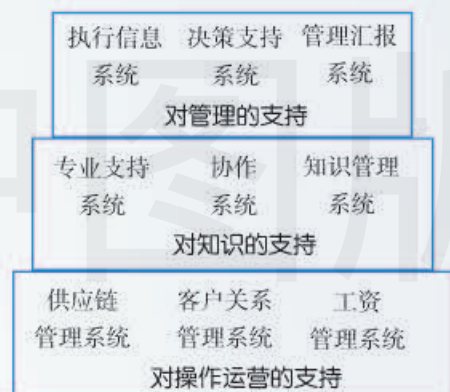 执行信息 决策支持 管理汇报
系统 系统 系统
对管理的支持
专业支持 协作 知识管理
系统 系统 系统
对知识的支持
供应链 客户关系 工资
管理系统 管理系统 管理系统
对操作运营的支持